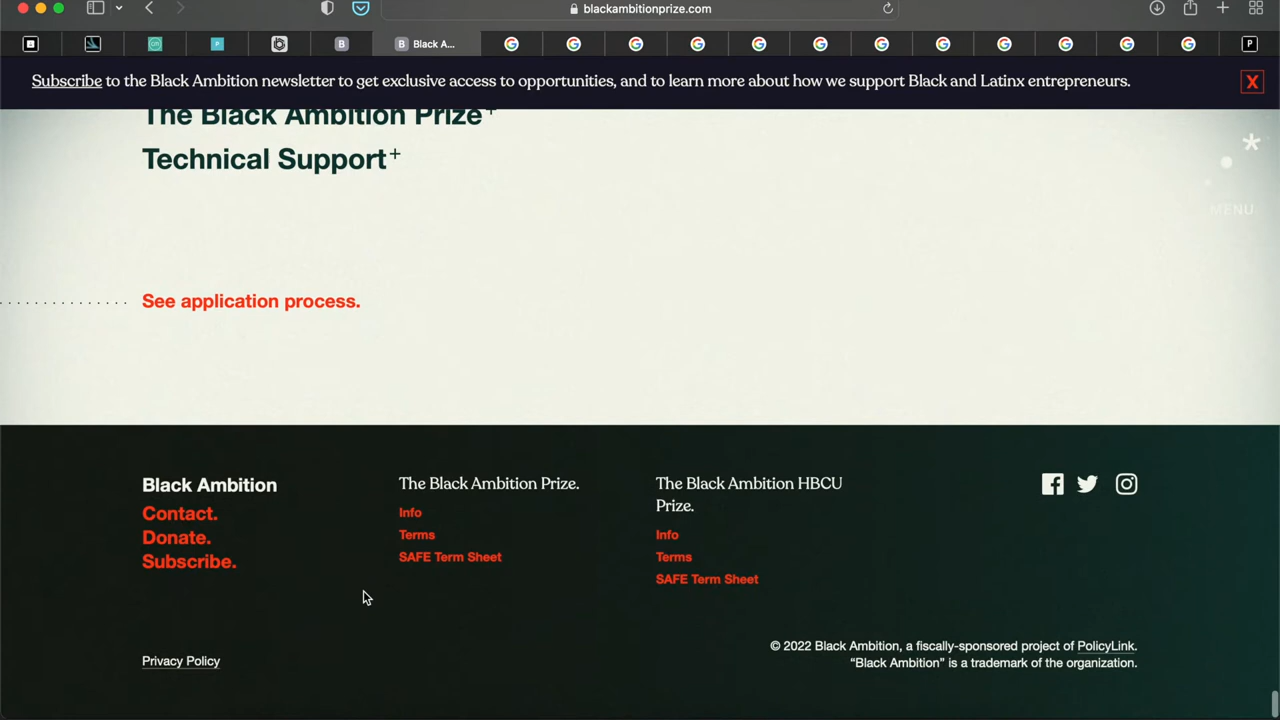 blackambitionprize.com
B
B Black A...
P
Subscribe to the Black Ambition newsletter to get exclusive access to opportunities, and to learn more about how we support Black and Latinx entrepreneurs.
X
The Black Ambition Prize+
Technical Support+
MENU
See application process.
Black Ambition
Contact.
Donate.
Subscribe.
The Black Ambition Prize.
Info
Terms
SAFE Term Sheet
The Black Ambition HBCU
Prize.
Info
Terms
SAFE Term Sheet
Privacy Policy
© 2022 Black Ambition, a fiscally-sponsored project of PolicyLink.
“Black Ambition” is a trademark of the organization.